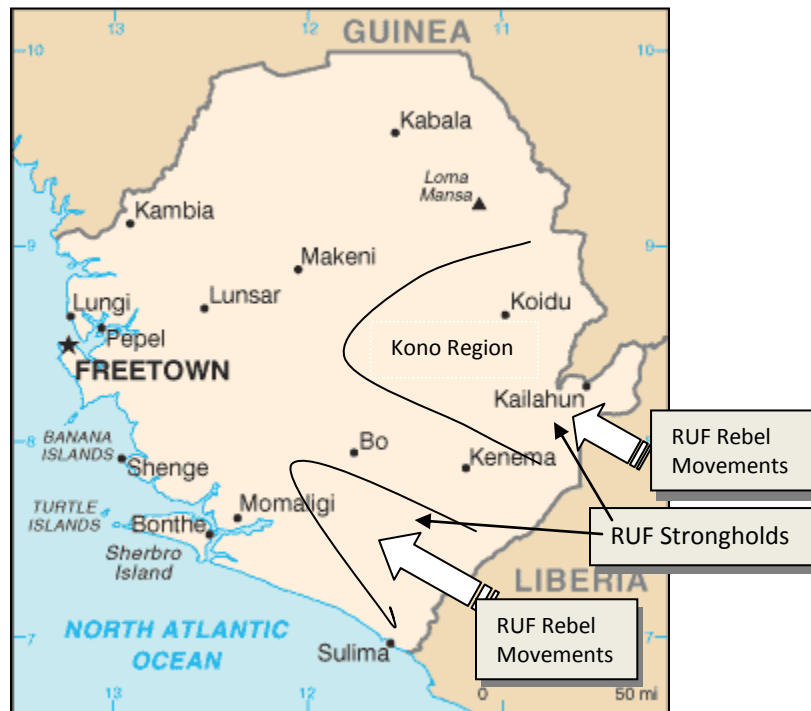 13
12
11
GUINEA
10
10
Kabala
Loma
Mansa
Kambia
9
9
Makeni
Lungi
Lunsar
Koidu
Pepel
Kono Region
FREETOWN
Kailahun
8
RUF Rebel
Movements
BANANA
ISLANDS
Bo
Shenge
Kenema
TURTLE
ISLANDS
Momaligi
Bonthe
RUF Strongholds
Sherbro
Island
LIBERIA
NORTH ATLANTIC
OCEAN
RUF Rebel
Movements
7
7
Sulima
13
12
0
50 mi